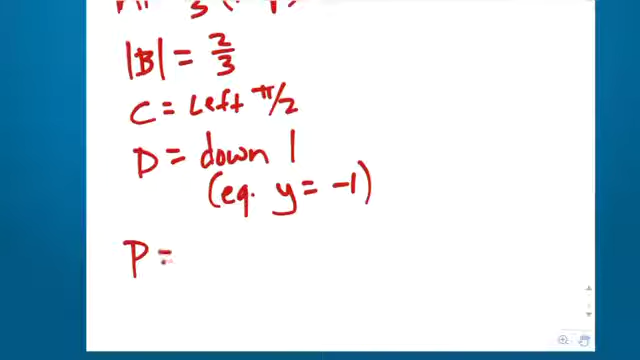 |B| = 2/3
C = Left π/2
D = down 1
(eq. y = -1)
P =